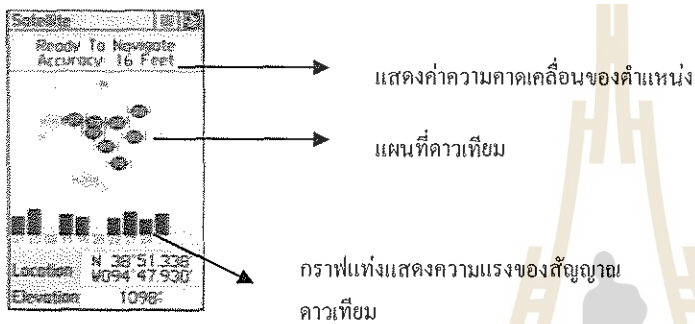 Satellite
Ready To Navigate
Accuracy: 16 Feet
แสดงค่าความคาดเคลื่อนของตำแหน่ง
แผนที่ดาวเทียม
กราฟแท่งแสดงความแรงของสัญญาณ
ดาวเทียม
Location
N 38°51.338'
W094°47.930'
Elevation 1098